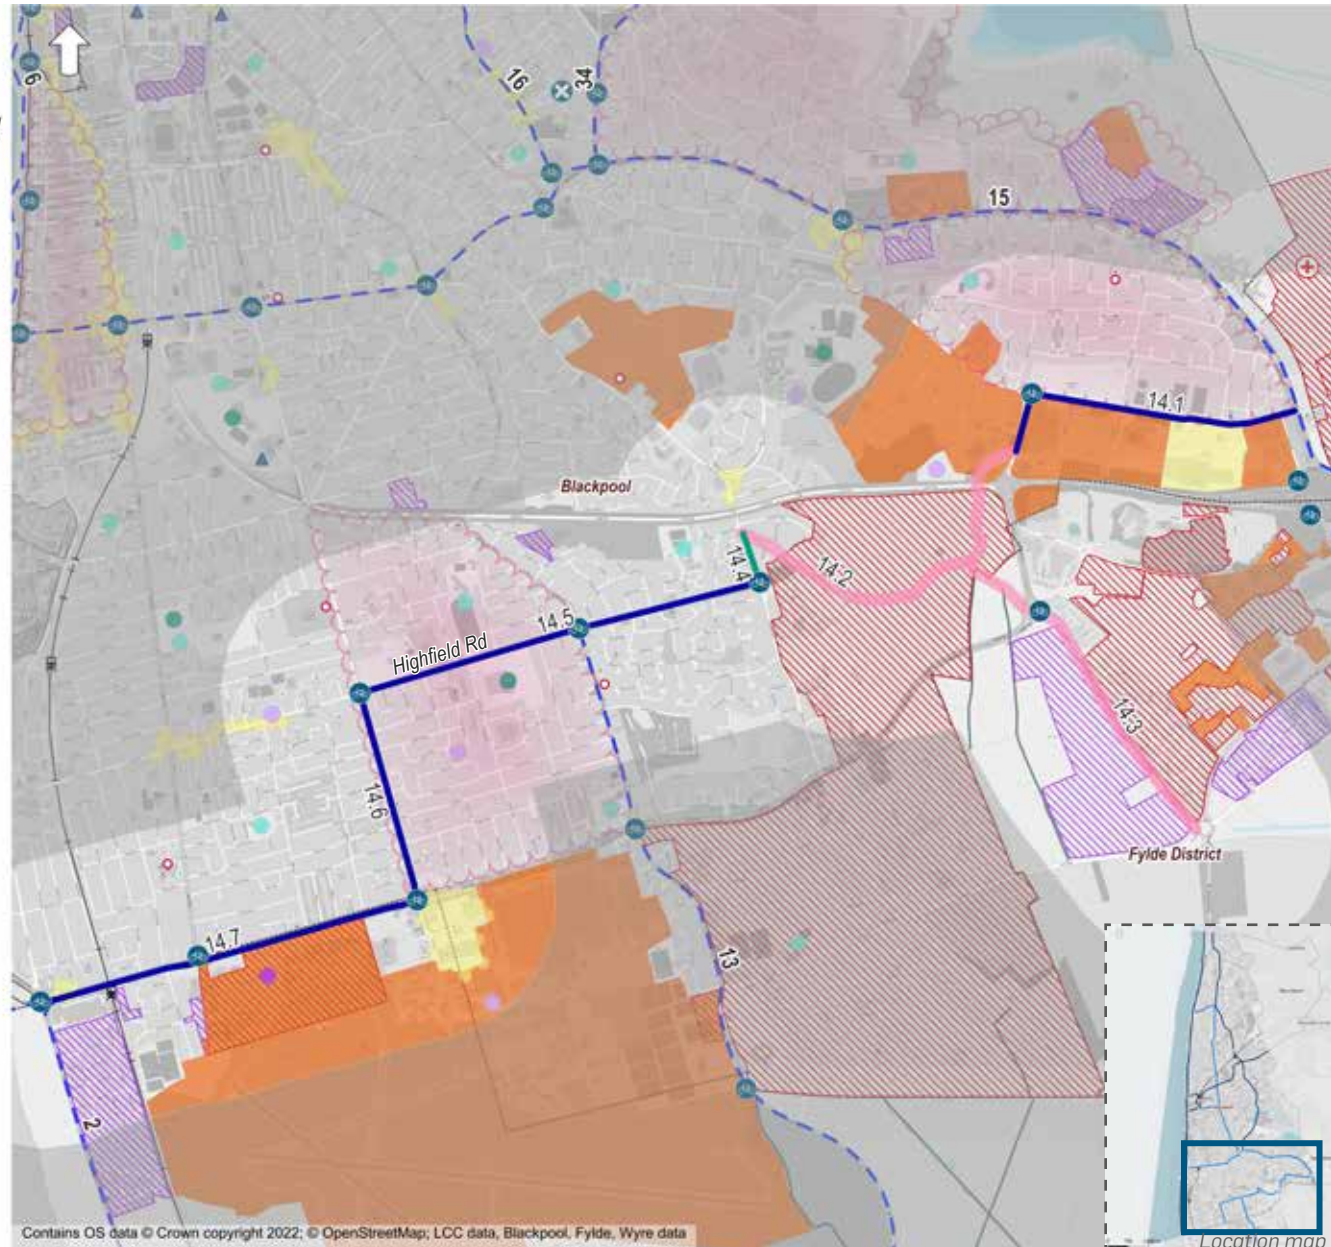 6
16
34
15
14.1
Blackpool
14.4
14.2
14.5
Highfield Rd
14.3
14.6
Fylde District
14.7
13
2
Contains OS data © Crown copyright 2022; © OpenStreetMap; LCC data, Blackpool, Fylde, Wyre data
Location map